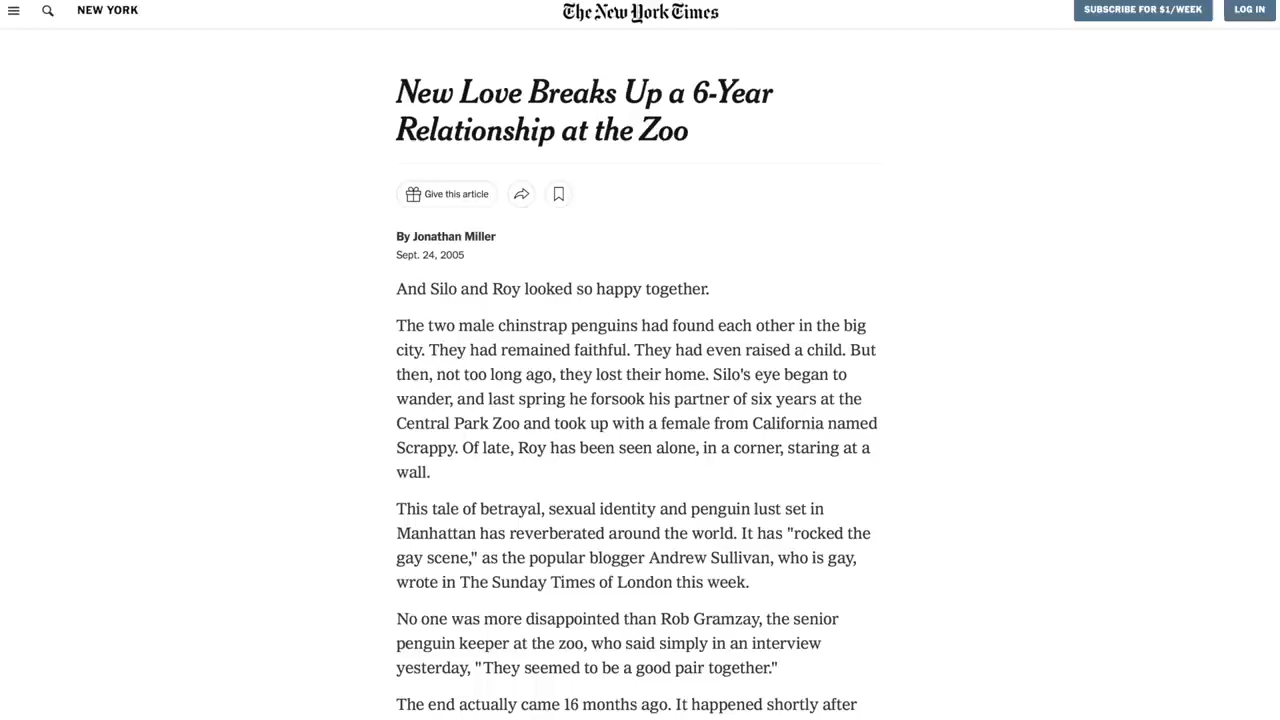 NEW YORK
The New York Times
SUBSCRIBE FOR $1/WEEK
LOG IN
New Love Breaks Up a 6-Year
Relationship at the Zoo
Give this article
By Jonathan Miller
Sept. 24, 2005
And Silo and Roy looked so happy together.
The two male chinstrap penguins had found each other in the big
city. They had remained faithful. They had even raised a child. But
then, not too long ago, they lost their home. Silo's eye began to
wander, and last spring he forsook his partner of six years at the
Central Park Zoo and took up with a female from California named
Scrappy. Of late, Roy has been seen alone, in a corner, staring at a
wall.
This tale of betrayal, sexual identity and penguin lust set in
Manhattan has reverberated around the world. It has "rocked the
gay scene," as the popular blogger Andrew Sullivan, who is gay,
wrote in The Sunday Times of London this week.
No one was more disappointed than Rob Gramzay, the senior
penguin keeper at the zoo, who said simply in an interview
yesterday, "They seemed to be a good pair together."
The end actually came 16 months ago. It happened shortly after